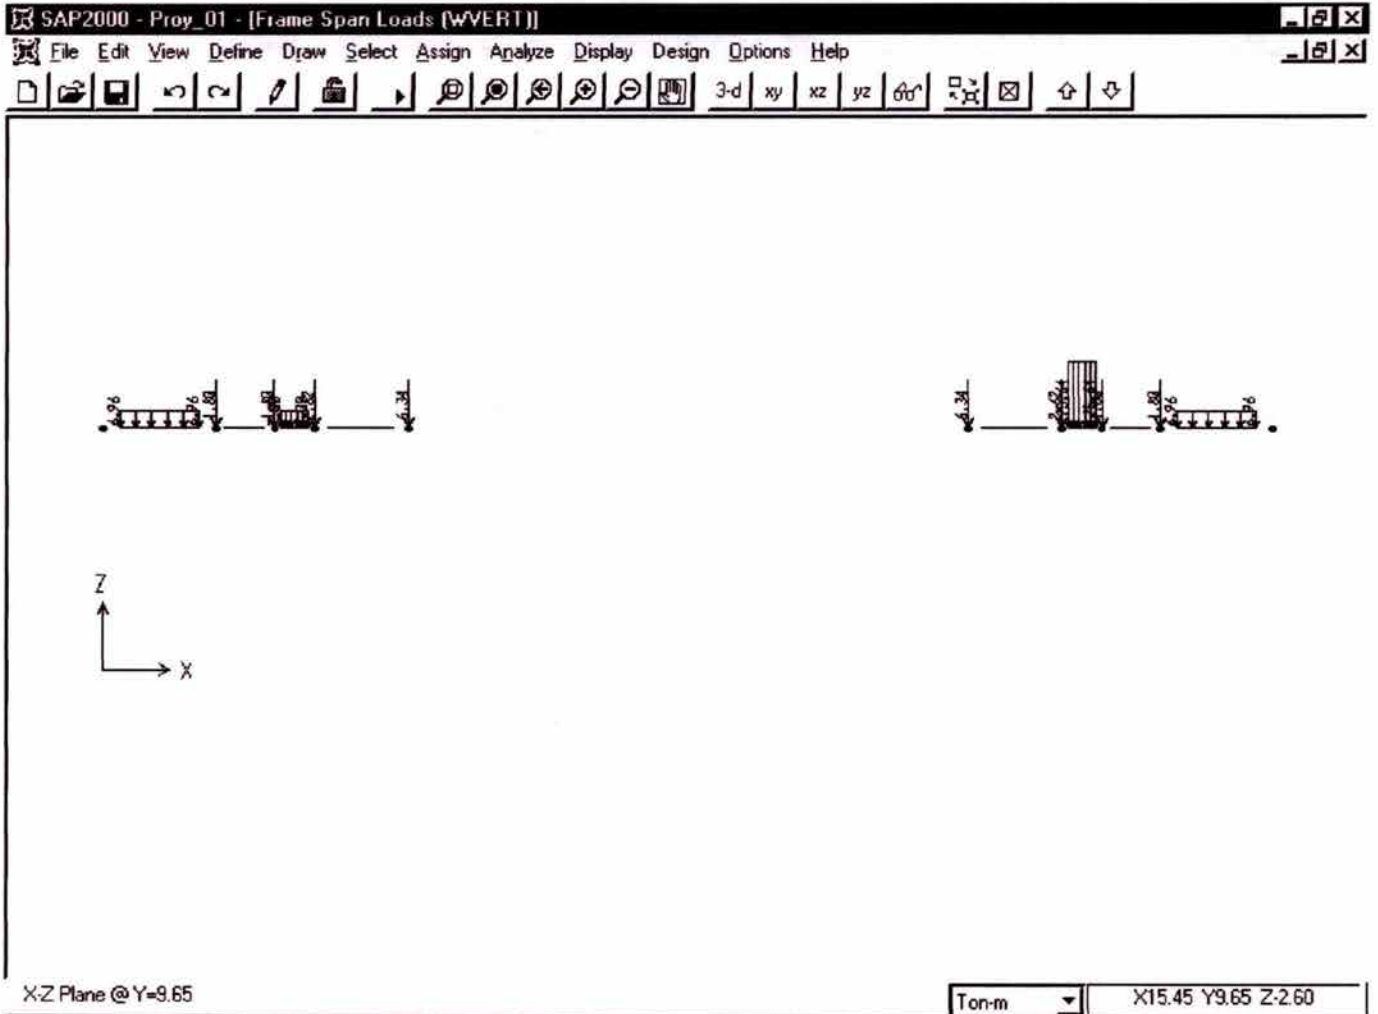 SAP2000 - Proy_01 - [Frame Span Loads (WVERT)]
File Edit View Define Draw Select Assign Analyze Display Design Options Help
3-d xy xz yz
Z
X
X-Z Plane @ Y=9.65
Ton-m
X15.45 Y9.65 Z-2.60